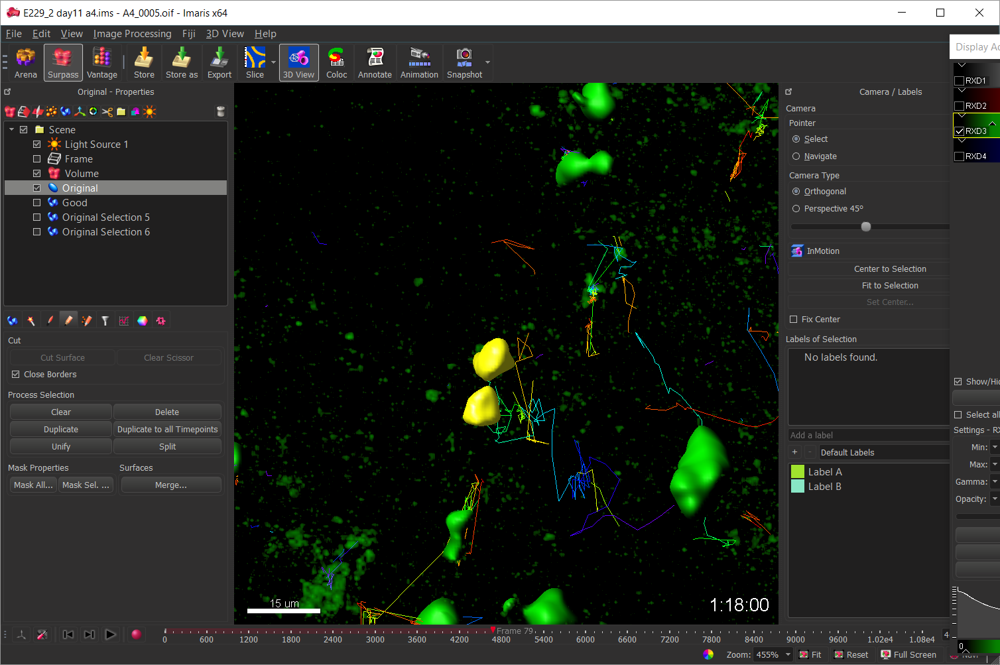 E229_2 day11 a4.ims - A4_0005.oif - Imaris x64
File Edit View Image Processing Fiji 3D View Help
Arena Surpass Vantage Store Store as Export Slice 3D View Coloc Annotate Animation Snapshot
Display Ad
Original - Properties
Scene
Light Source 1
Frame
Volume
Original
Good
Original Selection 5
Original Selection 6
Cut
Cut Surface Clear Scissor
Close Borders
Process Selection
Clear Delete
Duplicate Duplicate to all Timepoints
Unify Split
Mask Properties Surfaces
Mask All... Mask Sel. ... Merge...
15 um
1:18:00
Camera / Labels
Camera
Pointer
Select
Navigate
Camera Type
Orthogonal
Perspective 45º
InMotion
Center to Selection
Fit to Selection
Set Center...
Fix Center
Labels of Selection
No labels found.
Add a label
+ - Default Labels
Label A
Label B
RXD1
RXD2
RXD3
RXD4
Show/Hid
Select all
Settings - RX
Min:
Max:
Gamma:
Opacity:
0
Frame 79
0 600 1200 1800 2400 3000 3600 4200 4800 5400 6000 6600 7200 7800 8400 9000 9600 1.02e4 1.08e4 4
Zoom: 455% Fit Reset Full Screen Navi